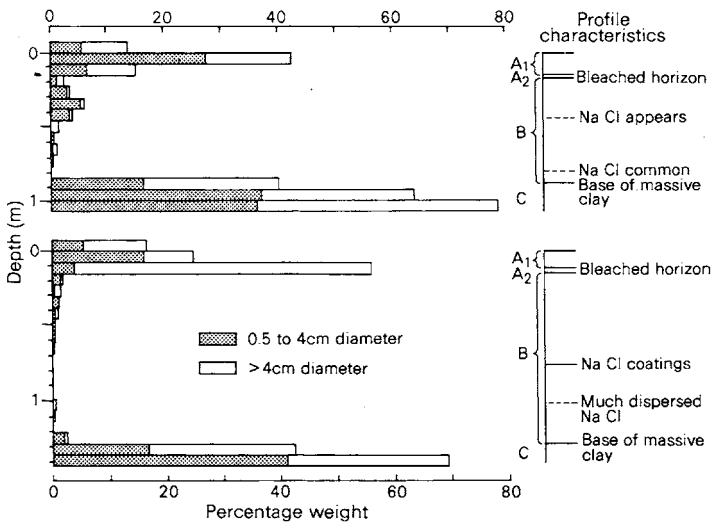 0 20 40 60 80
Profile
characteristics
0
1
Depth (m)
A1
A2
B
C
Bleached horizon
Na Cl appears
Na Cl common
Base of massive
clay
0
1
0.5 to 4cm diameter
>4cm diameter
A1
A2
B
C
Bleached horizon
Na Cl coatings
Much dispersed
Na Cl
Base of massive
clay
0 20 40 60 80
Percentage weight